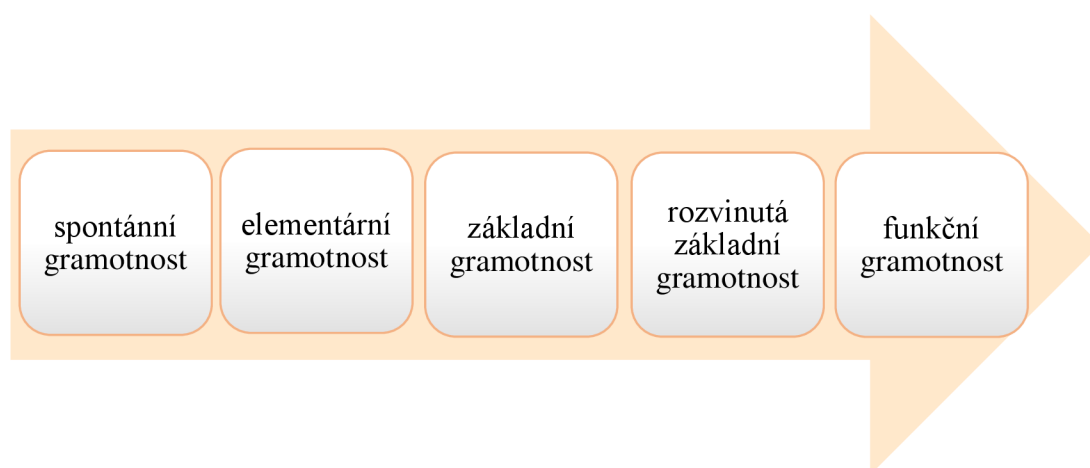 spontánní
gramotnost
elementární
gramotnost
základní
gramotnost
rozvinutá
základní
gramotnost
funkční
gramotnost